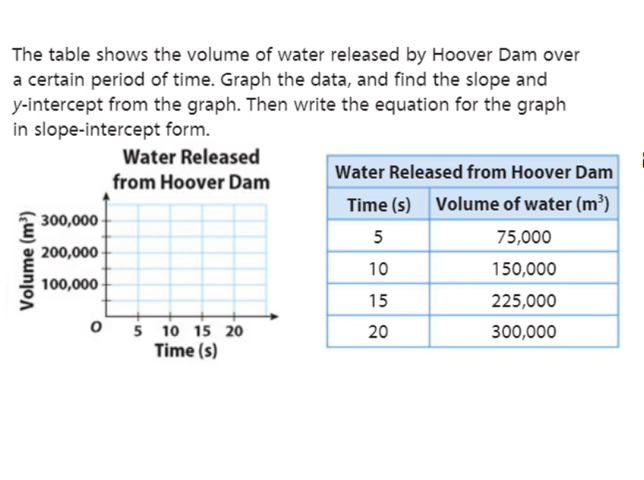 The table shows the volume of water released by Hoover Dam over
a certain period of time. Graph the data, and find the slope and
y-intercept from the graph. Then write the equation for the graph
in slope-intercept form.
Water Released
from Hoover Dam
Volume (m³)
300,000
200,000
100,000
O
5 10 15 20
Time (s)
Water Released from Hoover Dam
Time (s) Volume of water (m³)
5 75,000
10 150,000
15 225,000
20 300,000